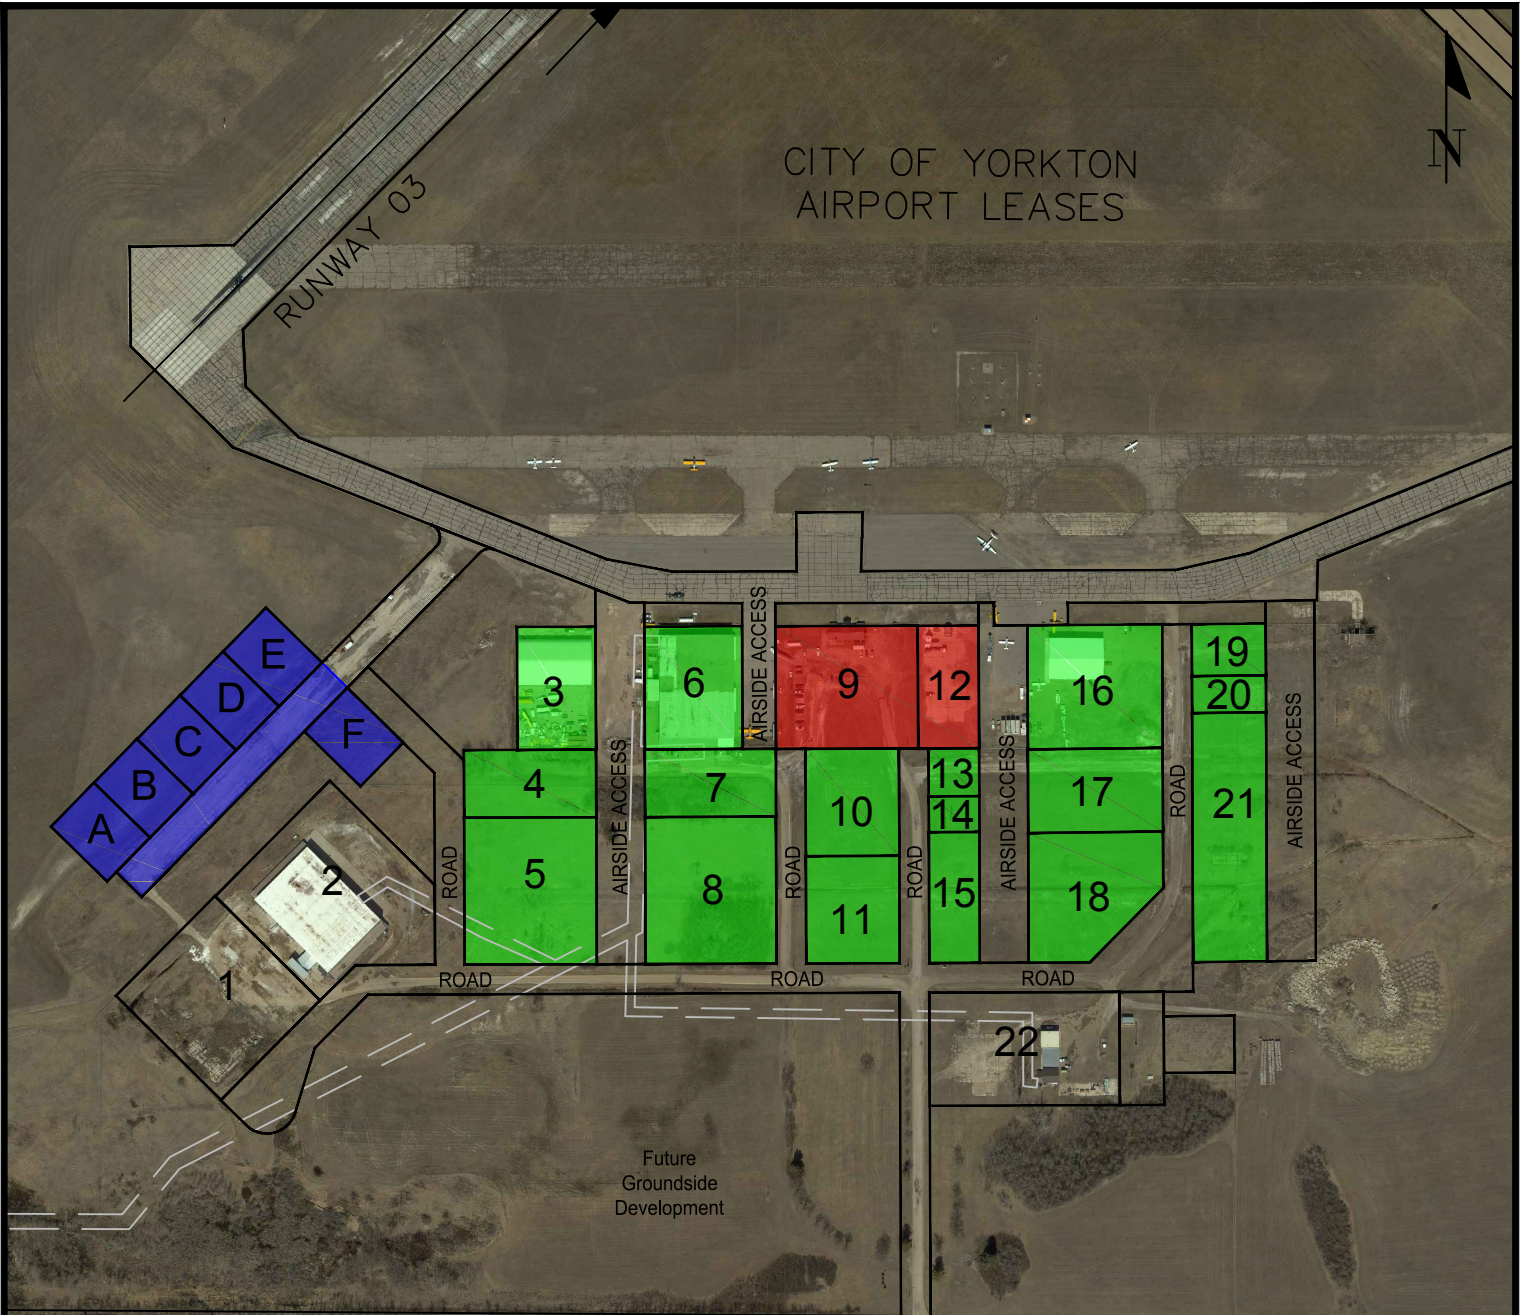 CITY OF YORKTON
AIRPORT LEASES
N
RUNWAY 03
E
D
C
B
A
F
3
6
9
12
16
19
20
4
7
10
13
14
17
21
5
8
11
15
18
2
1
22
AIRSIDE ACCESS
AIRSIDE ACCESS
AIRSIDE ACCESS
AIRSIDE ACCESS
ROAD
ROAD
ROAD
ROAD
ROAD
ROAD
ROAD
Future
Groundside
Development